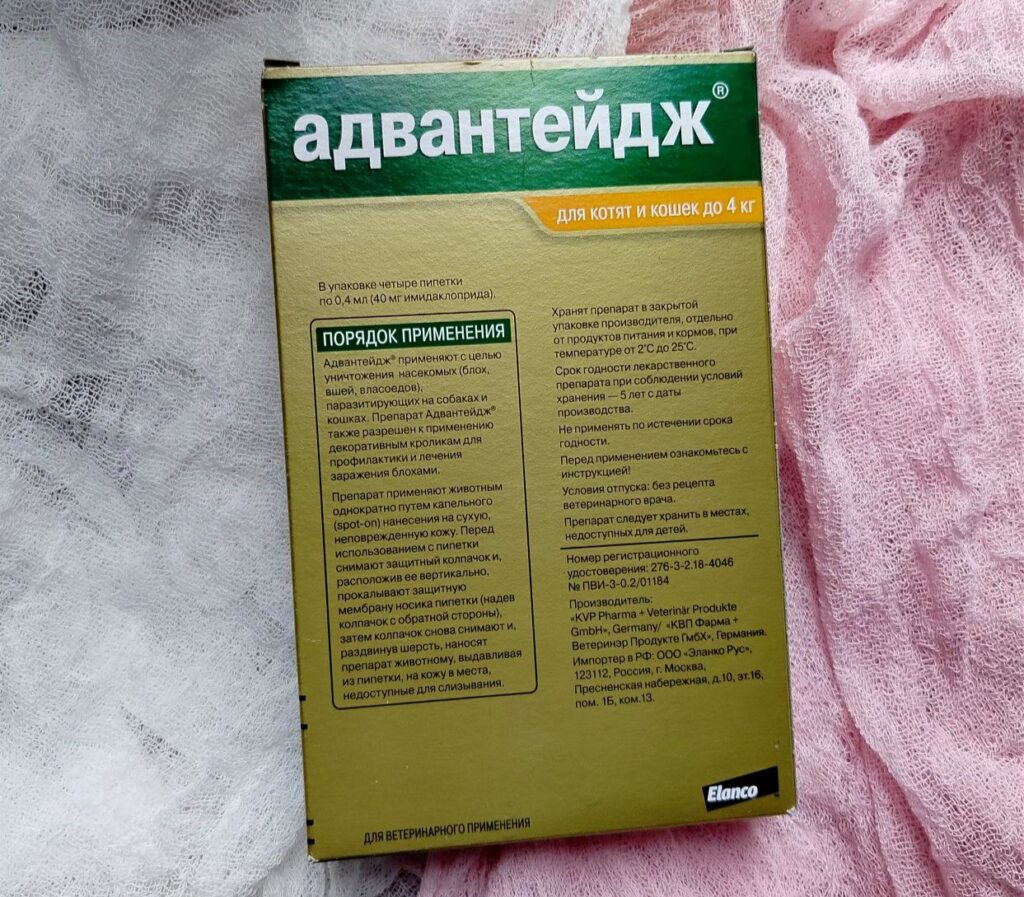 адвантейдж®
для котят и кошек до 4 кг
В упаковке четыре пипетки
по 0,4 мл (40 мг имидаклоприда).
ПОРЯДОК ПРИМЕНЕНИЯ
Адвантейдж® применяют с целью
уничтожения насекомых (блох,
вшей, власоедов),
паразитирующих на собаках и
кошках. Препарат Адвантейдж®
также разрешен к применению
декоративным кроликам для
профилактики и лечения
заражения блохами.
Препарат применяют животным
однократно путем капельного
(spot-on) нанесения на сухую,
неповрежденную кожу. Перед
использованием с пипетки
снимают защитный колпачок и,
расположив ее вертикально,
прокалывают защитную
мембрану носика пипетки (надев
колпачок с обратной стороны),
затем колпачок снова снимают и,
раздвинув шерсть, наносят
препарат животному, выдавливая
из пипетки, на кожу в места,
недоступные для слизывания.
Хранят препарат в закрытой
упаковке производителя, отдельно
от продуктов питания и кормов, при
температуре от 2°С до 25°С.
Срок годности лекарственного
препарата при соблюдении условий
хранения — 5 лет с даты
производства.
Не применять по истечении срока
годности.
Перед применением ознакомьтесь с
инструкцией!
Условия отпуска: без рецепта
ветеринарного врача.
Препарат следует хранить в местах,
недоступных для детей.
Номер регистрационного
удостоверения: 276-3-2.18-4046
№ ПВИ-3-0.2/01184
Производитель:
«KVP Pharma + Veterinär Produkte
GmbH», Germany/ «КВП Фарма +
Ветеринэр Продукте ГмбХ», Германия.
Импортер в РФ: ООО «Эланко Рус»,
123112, Россия, г. Москва,
Пресненская набережная, д.10, эт.16,
пом. 1Б, ком.13.
Elanco
ДЛЯ ВЕТЕРИНАРНОГО ПРИМЕНЕНИЯ